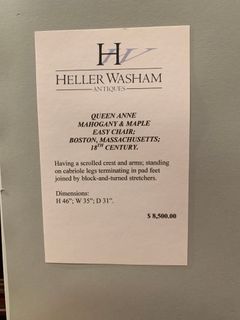 HW
HELLER WASHAM
ANTIQUES
QUEEN ANNE
MAHOGANY & MAPLE
EASY CHAIR;
BOSTON, MASSACHUSETTS;
18TH CENTURY.
Having a scrolled crest and arms; standing
on cabriole legs terminating in pad feet
joined by block-and-turned stretchers.
Dimensions:
H 46"; W 35"; D 31".
$ 8,500.00